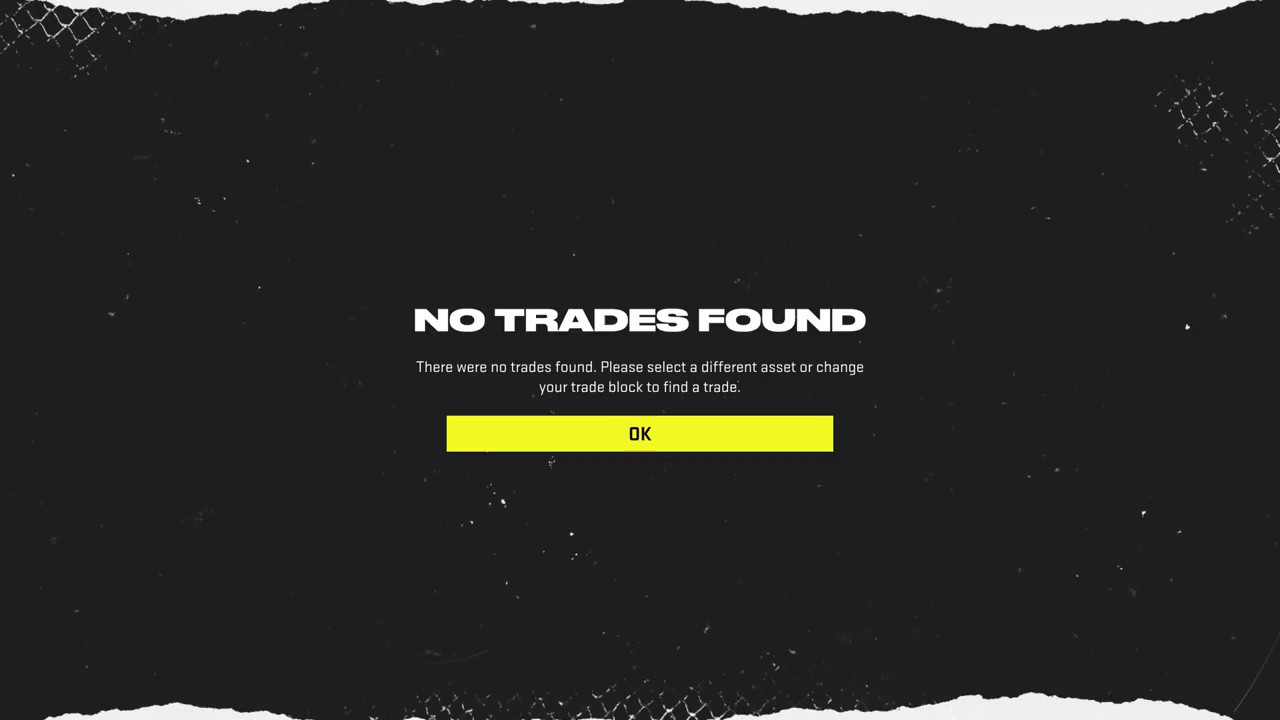 NO TRADES FOUND
There were no trades found. Please select a different asset or change
your trade block to find a trade.
OK